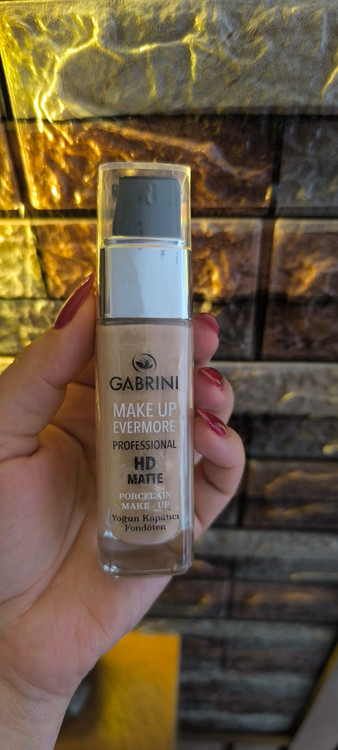 GABRINI
MAKE UP
EVERMORE
PROFESSIONAL
HD
MATTE
PORCELAIN
MAKE - UP
Yoğun Kapatıcı
Fondöten